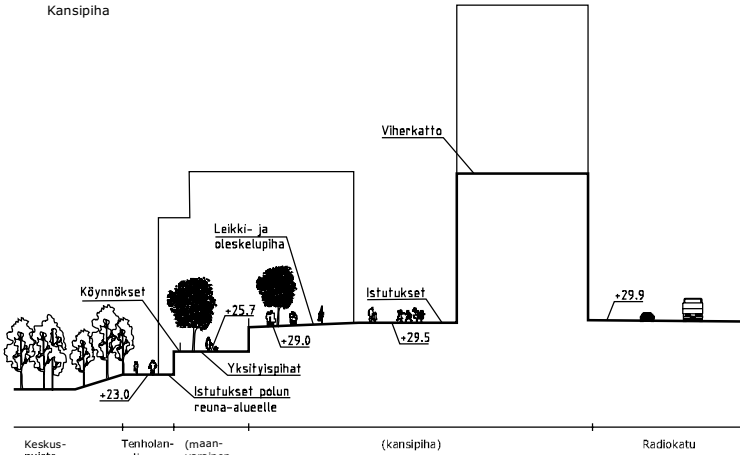 Kansipiha
Viherkatto
Leikki- ja
oleskelupiha
Köynnökset
Istutukset
+29.9
+25.7
+29.0
+29.5
Yksityispihat
+23.0
Istutukset polun
reuna-alueelle
Keskus-
Tenholan-
(maan-
(kansipiha)
Radiokatu